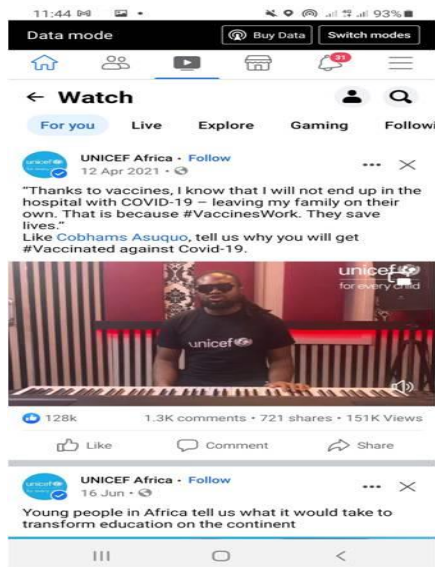 11:44
93%
Data mode
Buy Data
Switch modes
31
← Watch
For you Live Explore Gaming Followi
UNICEF Africa · Follow
12 Apr 2021 ·
"Thanks to vaccines, I know that I will not end up in the
hospital with COVID-19 – leaving my family on their
own. That is because #VaccinesWork. They save
lives."
Like Cobhams Asuquo, tell us why you will get
#Vaccinated against Covid-19.
unicef
for every child
unicef
128k 1.3K comments • 721 shares • 151K Views
Like Comment Share
UNICEF Africa · Follow
16 Jun ·
Young people in Africa tell us what it would take to
transform education on the continent